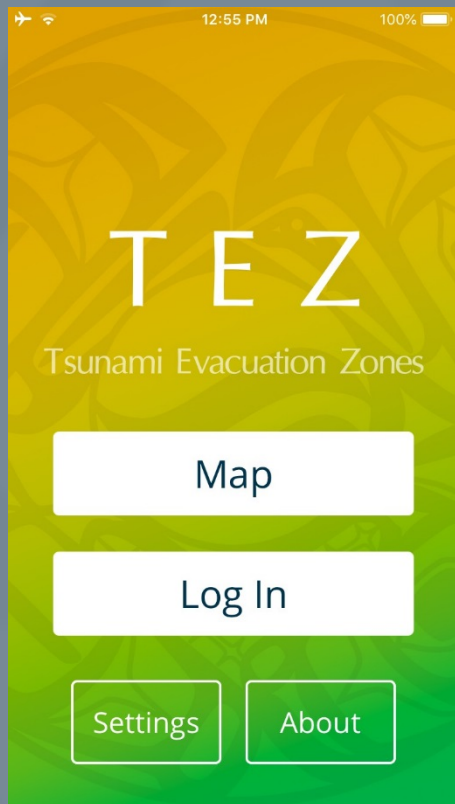 12:55 PM
100%
T E Z
Tsunami Evacuation Zones
Map
Log In
Settings
About